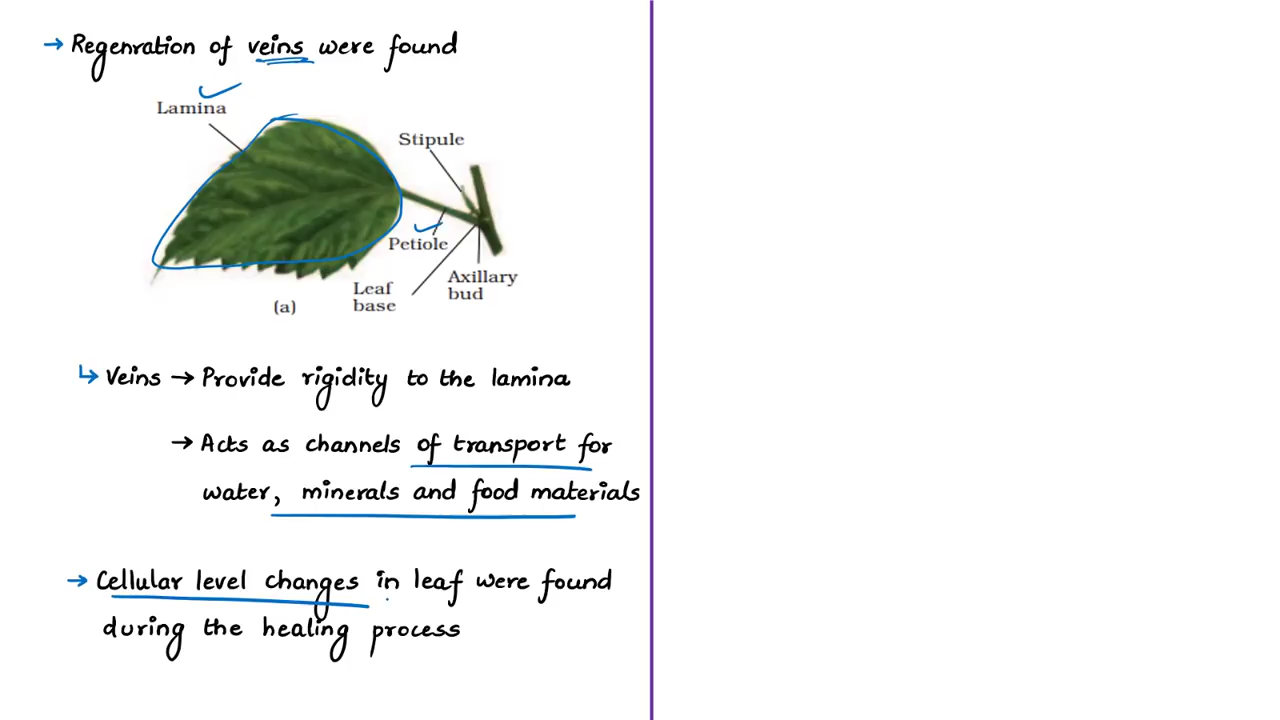 → Regenration of veins were found
Lamina
Stipule
Petiole
Axillary
bud
Leaf
base
(a)
↳ Veins → Provide rigidity to the lamina
→ Acts as channels of transport for
water, minerals and food materials
→ Cellular level changes in leaf were found
during the healing process